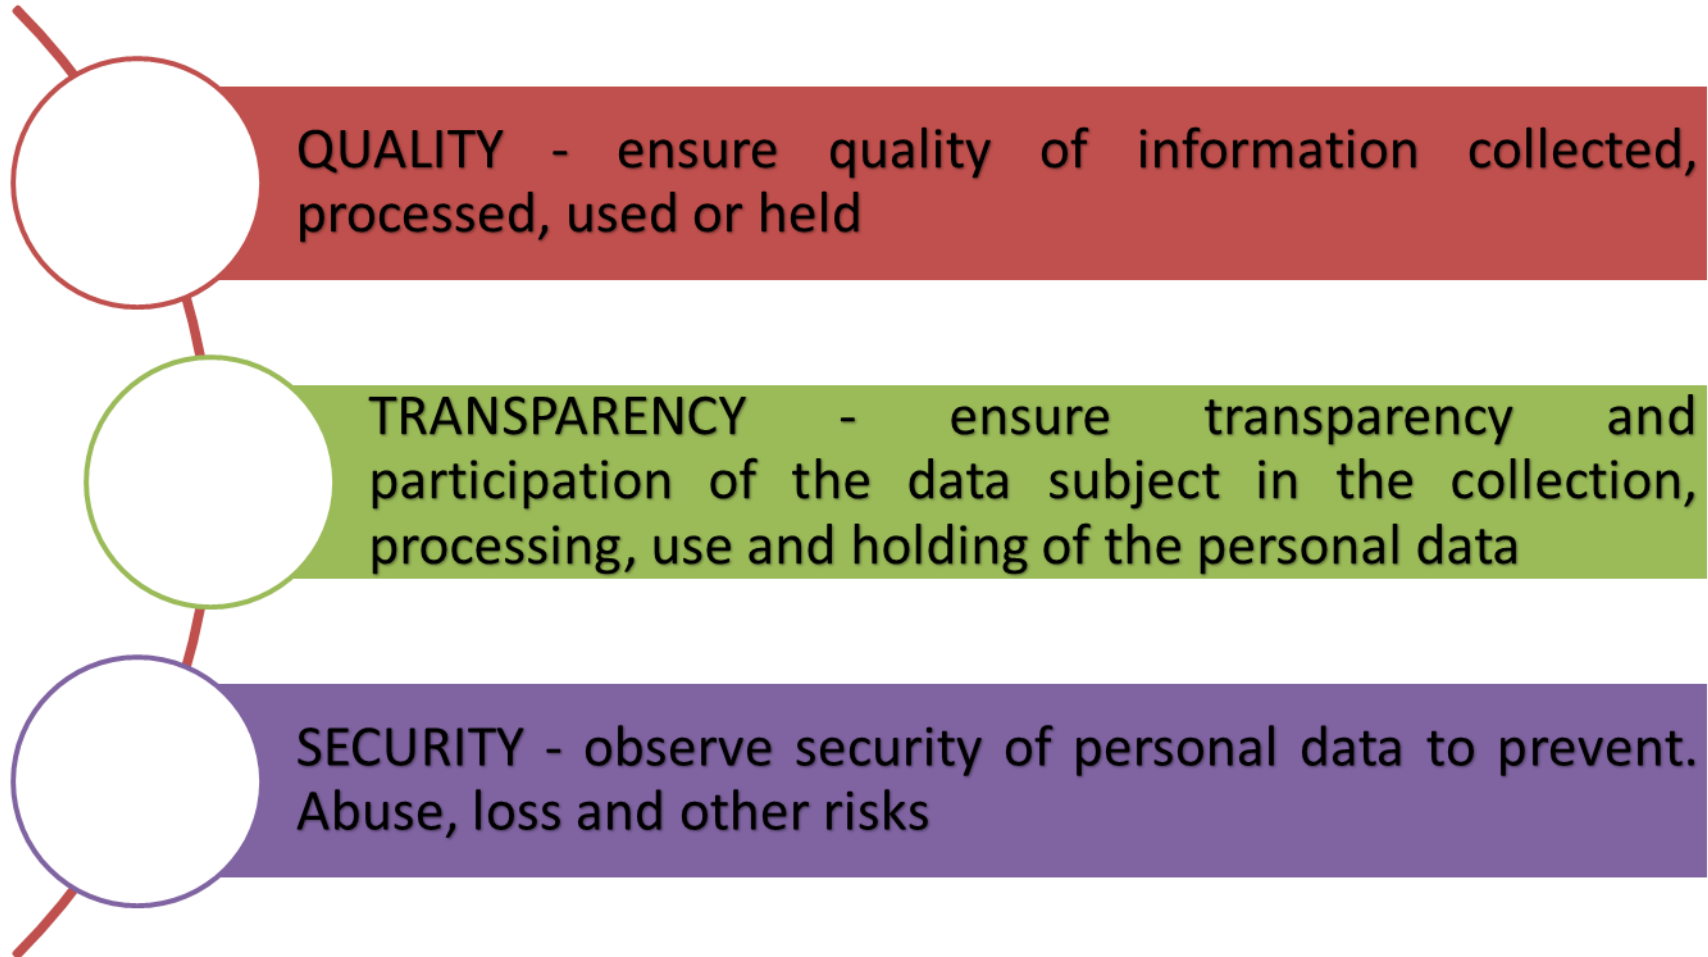 QUALITY - ensure quality of information collected,
processed, used or held
TRANSPARENCY - ensure transparency and
participation of the data subject in the collection,
processing, use and holding of the personal data
SECURITY - observe security of personal data to prevent.
Abuse, loss and other risks